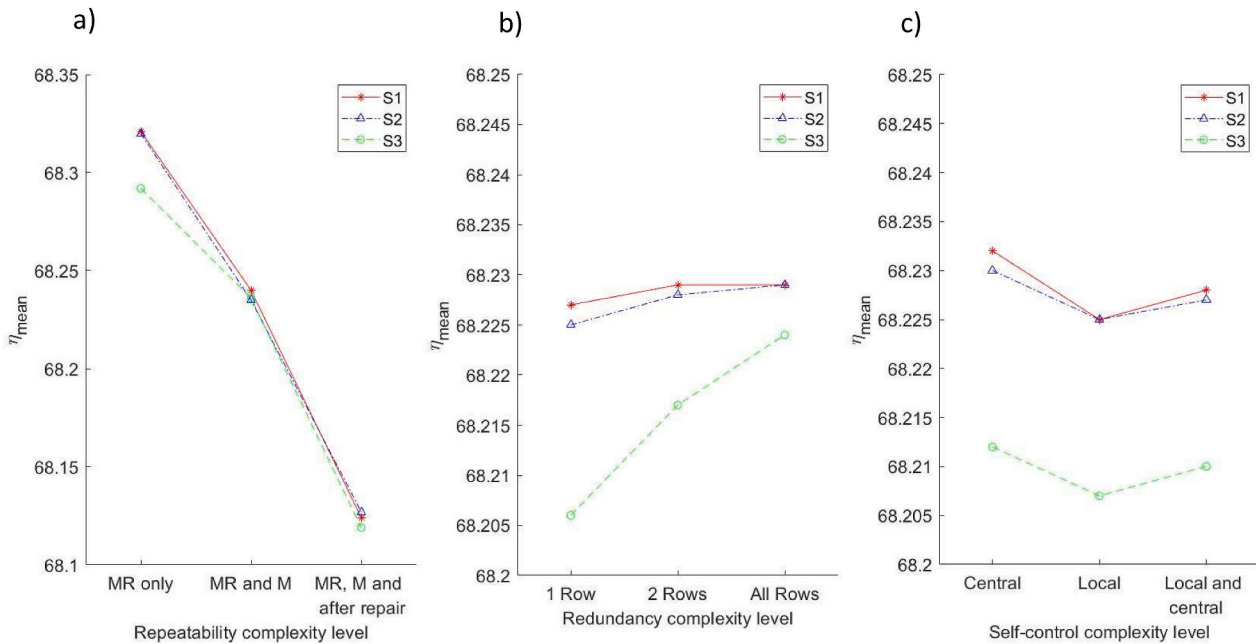 a)
68.35
68.3
68.25
68.2
68.15
68.1
η_mean
S1
S2
S3
MR only
MR and M
MR, M and
after repair
Repeatability complexity level
b)
68.25
68.245
68.24
68.235
68.23
68.225
68.22
68.215
68.21
68.205
68.2
η_mean
S1
S2
S3
1 Row
2 Rows
All Rows
Redundancy complexity level
c)
68.25
68.245
68.24
68.235
68.23
68.225
68.22
68.215
68.21
68.205
68.2
η_mean
S1
S2
S3
Central
Local
Local and
central
Self-control complexity level